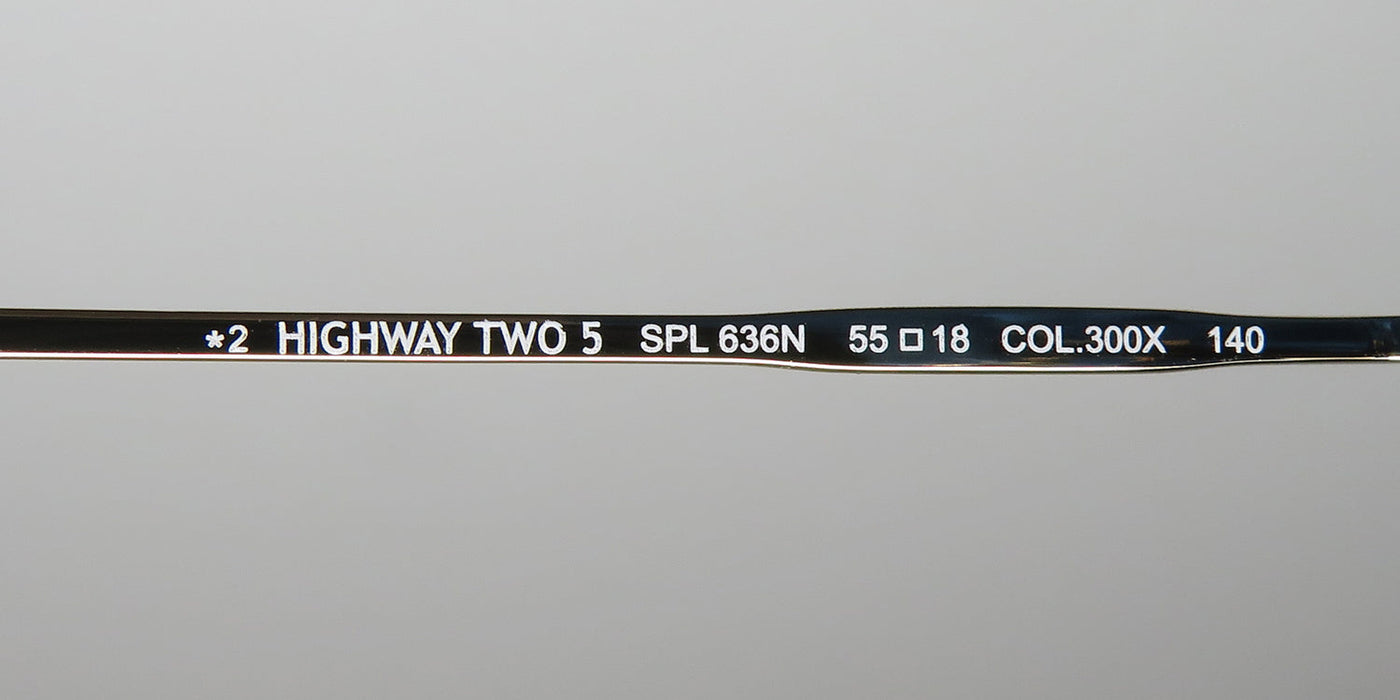 *2 HIGHWAY TWO 5 SPL 636N 55□18 COL.300X 140